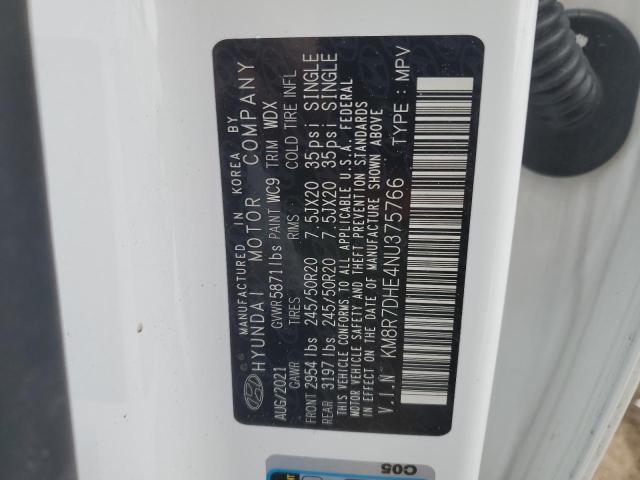 MANUFACTURED IN KOREA BY
HYUNDAI MOTOR COMPANY
AUG/2021 GVWR 5871 lbs PAINT WC9 TRIM WDX
GAWR TIRES RIMS COLD TIRE INFL
FRONT 2954 lbs 245/50R20 7.5JX20 35psi SINGLE
REAR 3197 lbs 245/50R20 7.5JX20 35psi SINGLE
THIS VEHICLE CONFORMS TO ALL APPLICABLE U.S.A. FEDERAL
MOTOR VEHICLE SAFETY AND THEFT PREVENTION STANDARDS
IN EFFECT ON THE DATE OF MANUFACTURE SHOWN ABOVE
V.I.N KM8R7DHE4NU375766 TYPE : MPV
C05